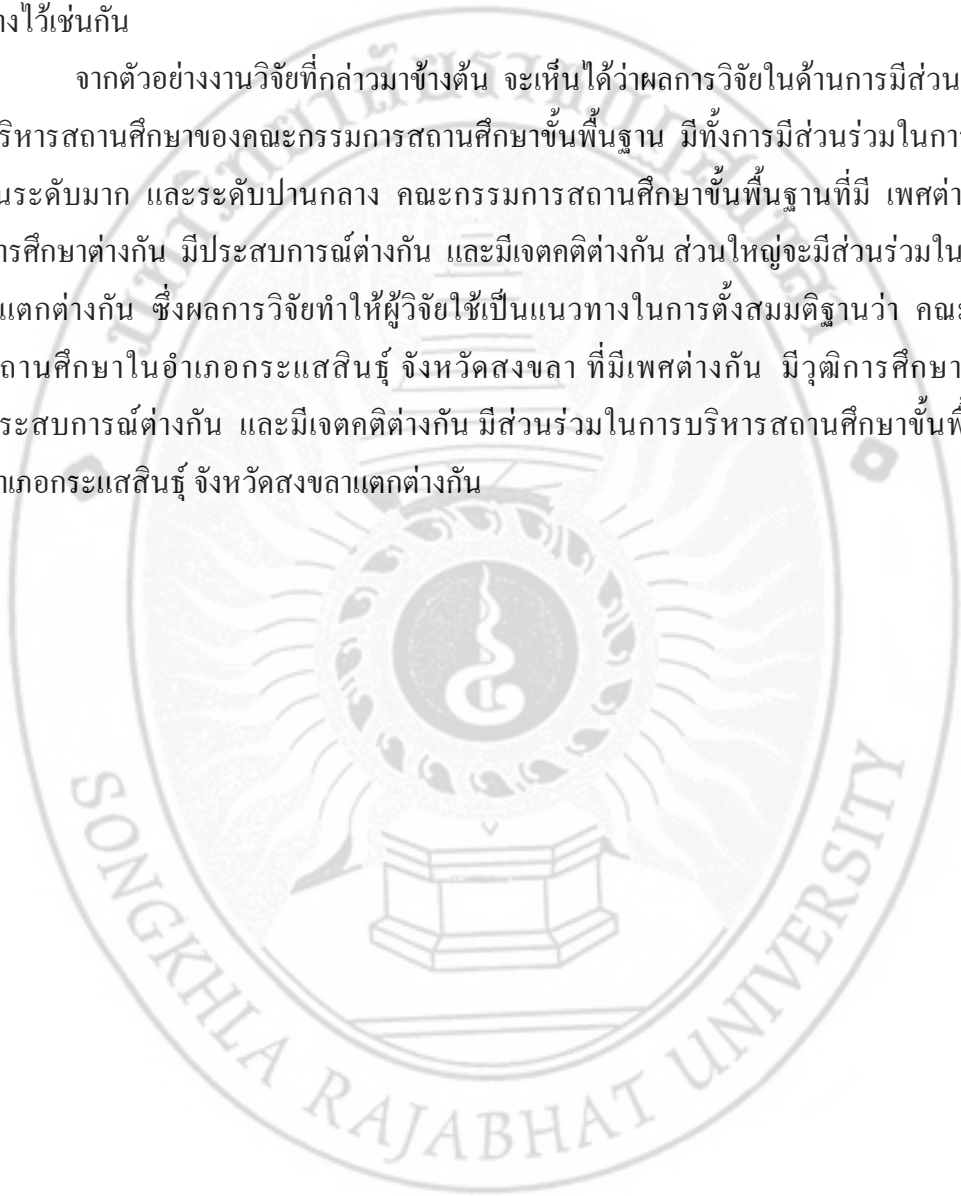 างไว้เช่นกัน
จากตัวอย่างงานวิจัยที่กล่าวมาข้างต้น จะเห็นได้ว่าผลการวิจัยในด้านการมีส่วน
ริหารสถานศึกษาของคณะกรรมการสถานศึกษาขั้นพื้นฐาน มีทั้งการมีส่วนร่วมในการ
นระดับมาก และระดับปานกลาง คณะกรรมการสถานศึกษาขั้นพื้นฐานที่มี เพศต่า
ารศึกษาต่างกัน มีประสบการณ์ต่างกัน และมีเจตคติต่างกัน ส่วนใหญ่จะมีส่วนร่วมใน
แตกต่างกัน ซึ่งผลการวิจัยทำให้ผู้วิจัยใช้เป็นแนวทางในการตั้งสมมติฐานว่า คณะ
ถานศึกษาในอำเภอกระแสสินธุ์ จังหวัดสงขลา ที่มีเพศต่างกัน มีวุฒิการศึกษา
ระสบการณ์ต่างกัน และมีเจตคติต่างกัน มีส่วนร่วมในการบริหารสถานศึกษาขั้นพื้
าเภอกระแสสินธุ์ จังหวัดสงขลาแตกต่างกัน
SONGKHLA RAJABHAT UNIVERSITY